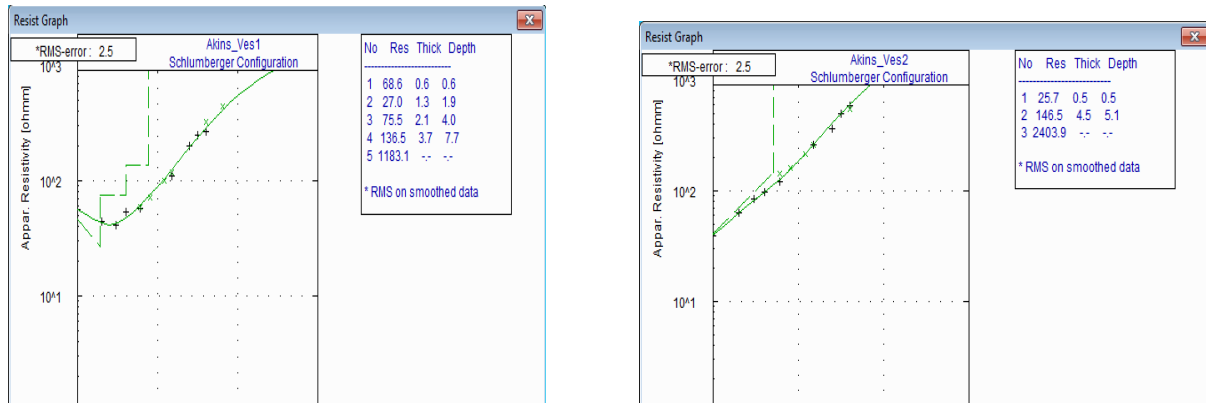 Resist Graph
*RMS-error : 2.5
Akins_Ves1
Schlumberger Configuration
10^3
10^2
10^1
Appar. Resistivity [ohmm]
No Res Thick Depth
1 68.6 0.6 0.6
2 27.0 1.3 1.9
3 75.5 2.1 4.0
4 136.5 3.7 7.7
5 1183.1 -.- -.-
* RMS on smoothed data
Resist Graph
*RMS-error : 2.5
Akins_Ves2
Schlumberger Configuration
10^3
10^2
10^1
Appar. Resistivity [ohmm]
No Res Thick Depth
1 25.7 0.5 0.5
2 146.5 4.5 5.1
3 2403.9 -.- -.-
* RMS on smoothed data